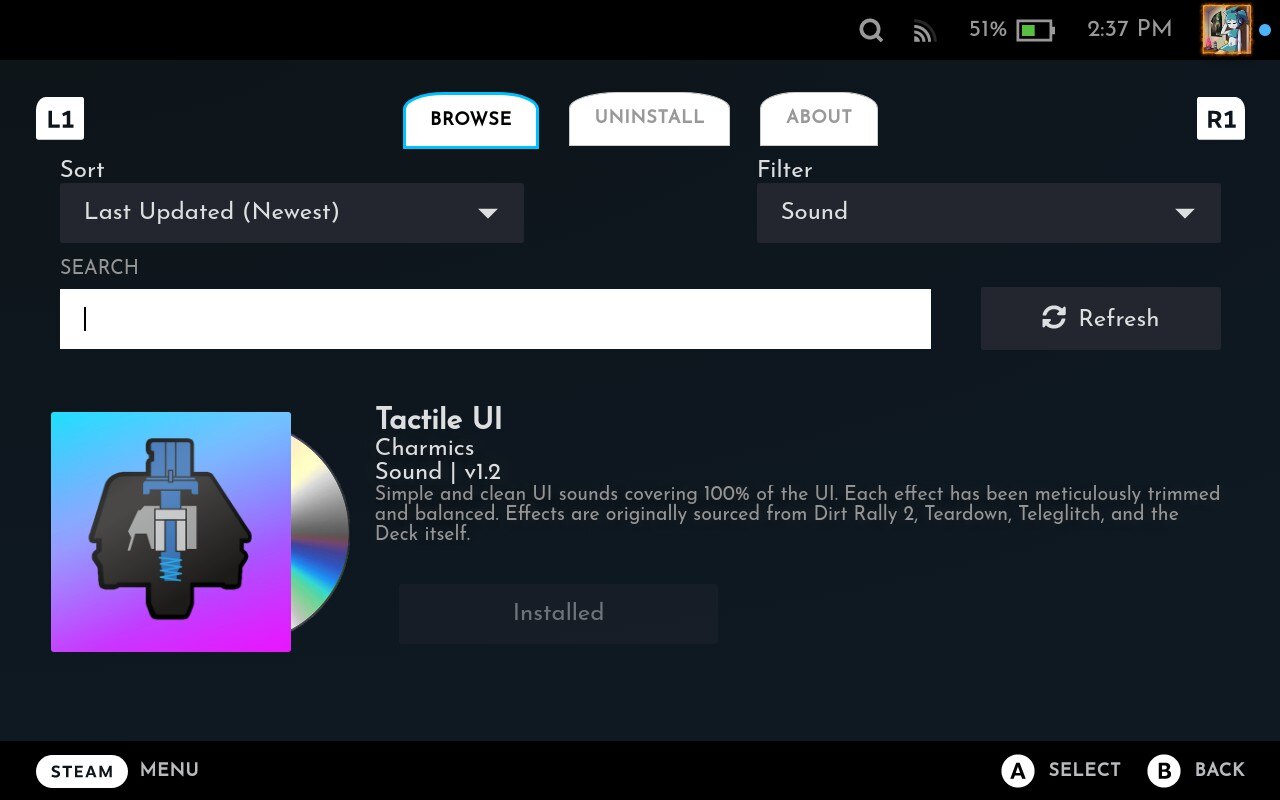 51%
2:37 PM
L1
BROWSE
UNINSTALL
ABOUT
R1
Sort
Filter
Last Updated (Newest)
Sound
SEARCH
Refresh
Tactile UI
Charmics
Sound | v1.2
Simple and clean UI sounds covering 100% of the UI. Each effect has been meticulously trimmed
and balanced. Effects are originally sourced from Dirt Rally 2, Teardown, Teleglitch, and the
Deck itself.
Installed
STEAM MENU
A SELECT
B BACK